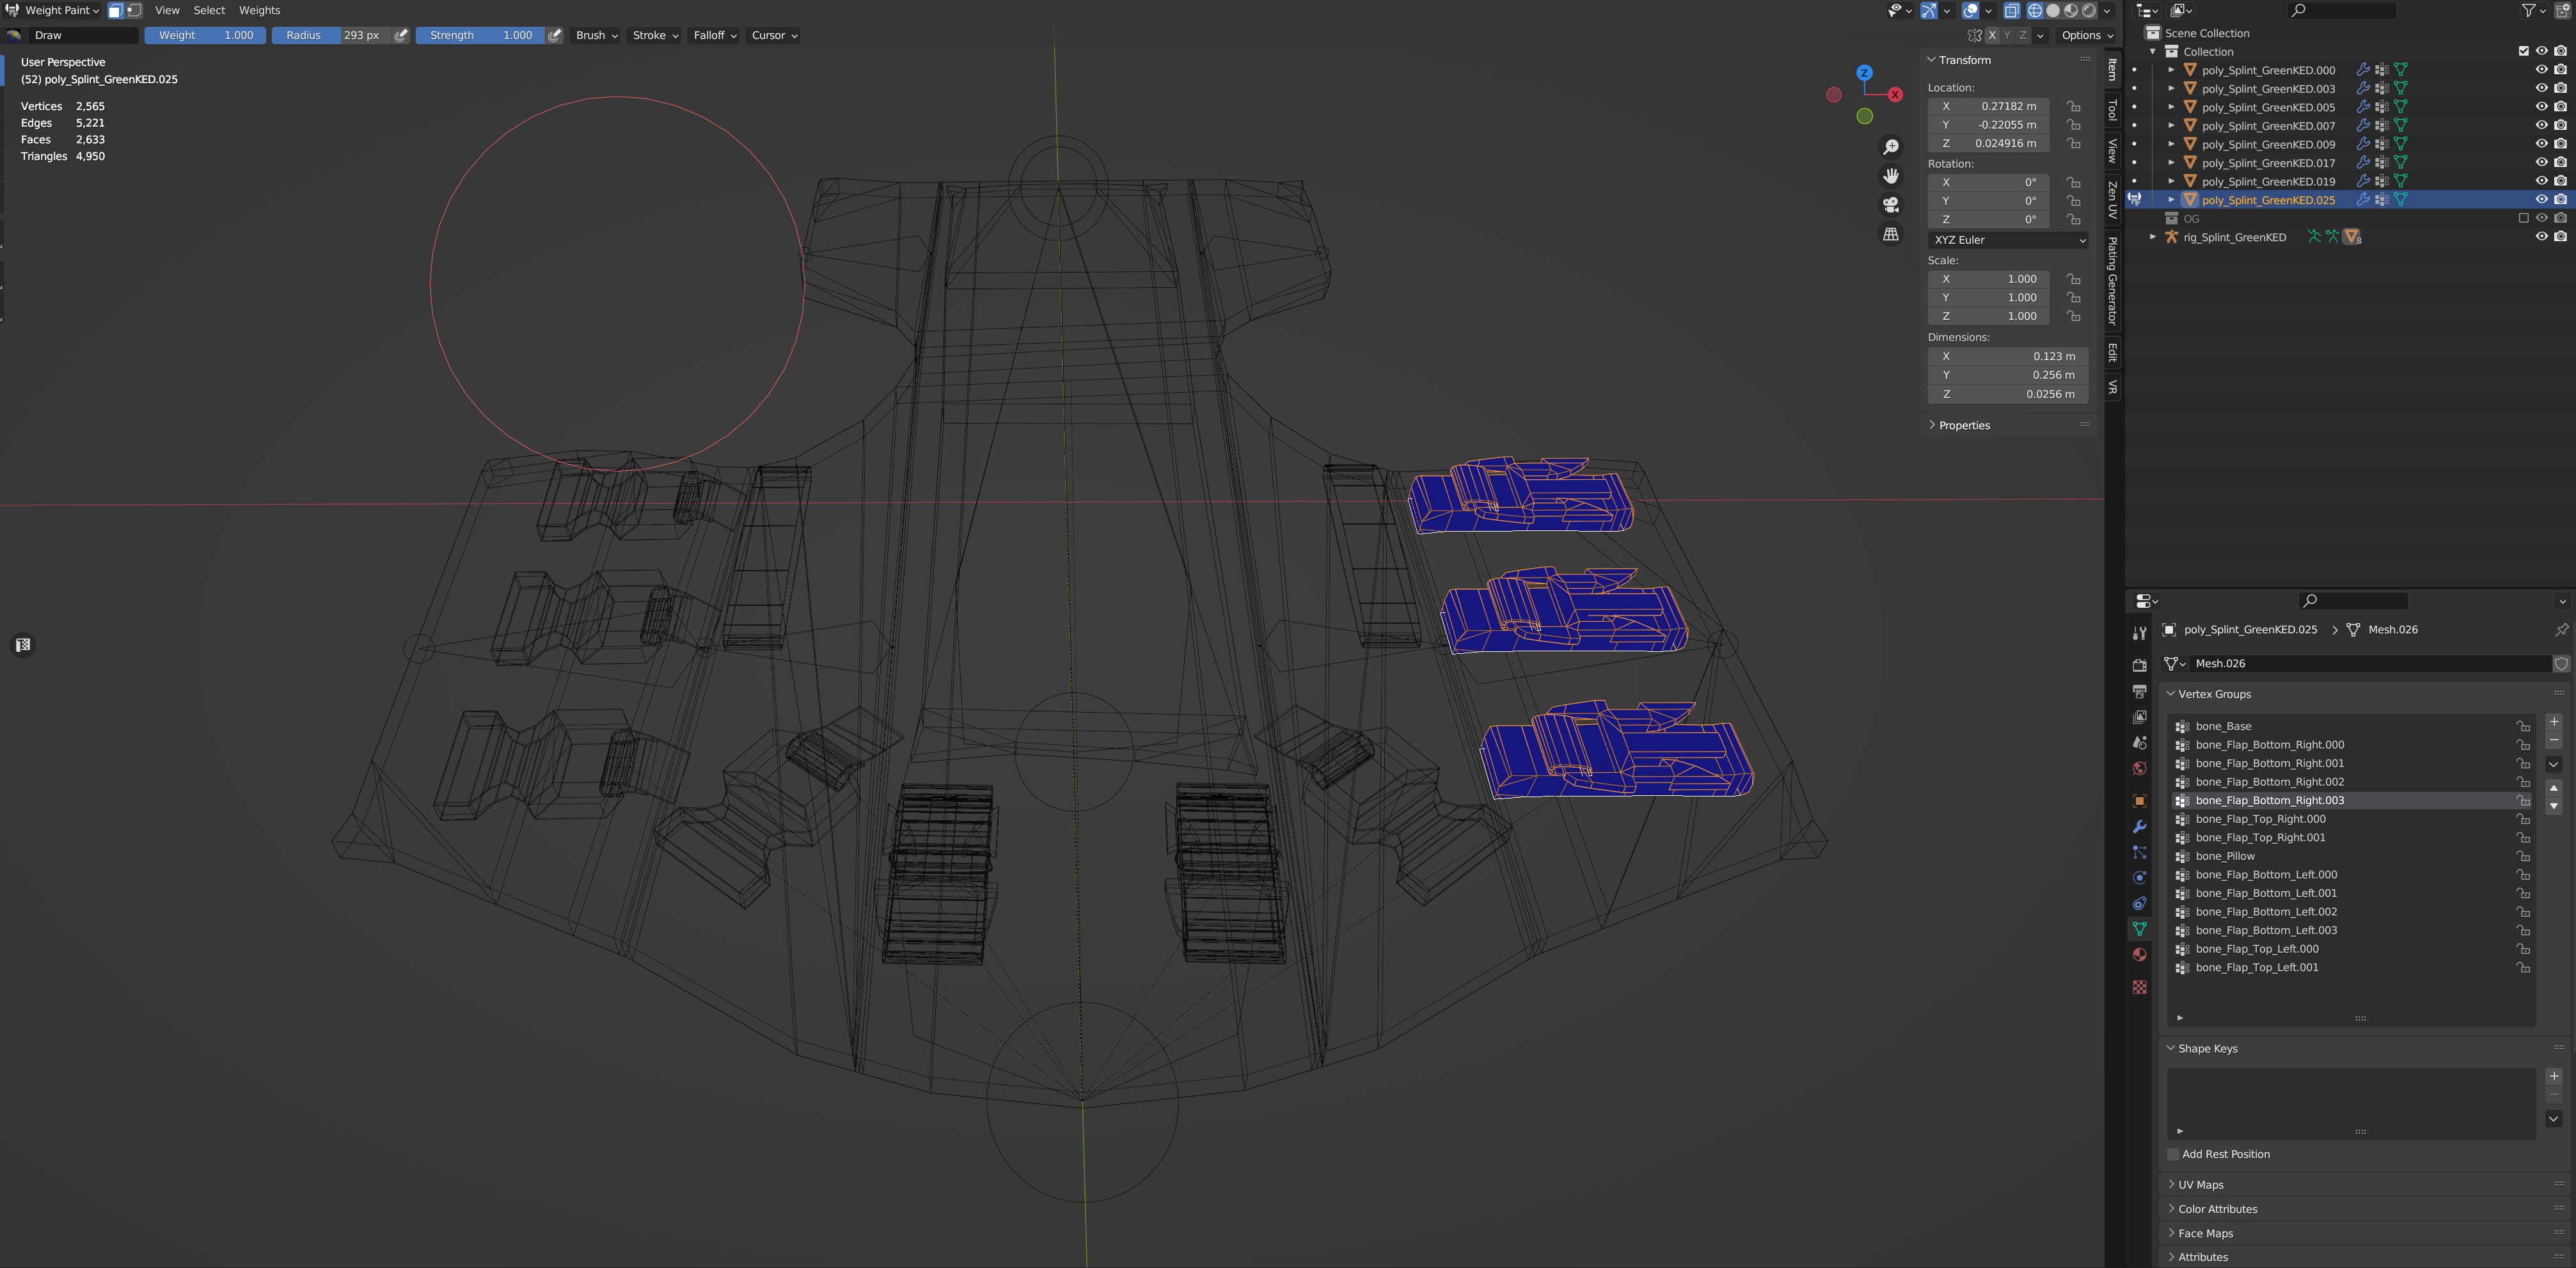 Weight Paint
View
Select
Weights
Draw
Weight 1.000
Radius 293 px
Strength 1.000
Brush
Stroke
Falloff
Cursor
X Y Z
Options
User Perspective
(52) poly_Splint_GreenKED.025
Vertices 2,565
Edges 5,221
Faces 2,633
Triangles 4,950
Z
X
Transform
Location:
X 0.27182 m
Y -0.22055 m
Z 0.024916 m
Rotation:
X 0°
Y 0°
Z 0°
XYZ Euler
Scale:
X 1.000
Y 1.000
Z 1.000
Dimensions:
X 0.123 m
Y 0.256 m
Z 0.0256 m
Properties
Item
Tool
View
Zen UV
Plating Generator
Edit
VR
Scene Collection
Collection
poly_Splint_GreenKED.000
poly_Splint_GreenKED.003
poly_Splint_GreenKED.005
poly_Splint_GreenKED.007
poly_Splint_GreenKED.009
poly_Splint_GreenKED.017
poly_Splint_GreenKED.019
poly_Splint_GreenKED.025
OG
rig_Splint_GreenKED
8
poly_Splint_GreenKED.025
Mesh.026
Mesh.026
Vertex Groups
bone_Base
bone_Flap_Bottom_Right.000
bone_Flap_Bottom_Right.001
bone_Flap_Bottom_Right.002
bone_Flap_Bottom_Right.003
bone_Flap_Top_Right.000
bone_Flap_Top_Right.001
bone_Pillow
bone_Flap_Bottom_Left.000
bone_Flap_Bottom_Left.001
bone_Flap_Bottom_Left.002
bone_Flap_Bottom_Left.003
bone_Flap_Top_Left.000
bone_Flap_Top_Left.001
Shape Keys
Add Rest Position
UV Maps
Color Attributes
Face Maps
Attributes